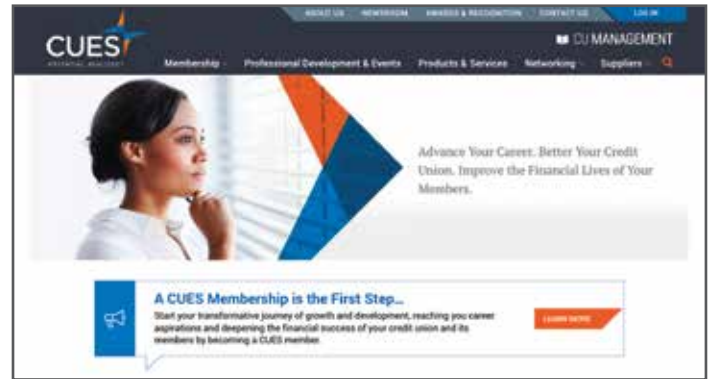 ABOUT US NEWSROOM AWARDS & RECOGNITION CONTACT US LOG IN
CUES
CU MANAGEMENT
Membership Professional Development & Events Products & Services Networking Suppliers
Advance Your Career. Better Your Credit
Union. Improve the Financial Lives of Your
Members.
A CUES Membership is the First Step...
Start your transformative journey of growth and development, reaching you career
aspirations and deepening the financial success of your credit union and its
members by becoming a CUES member.
LEARN MORE